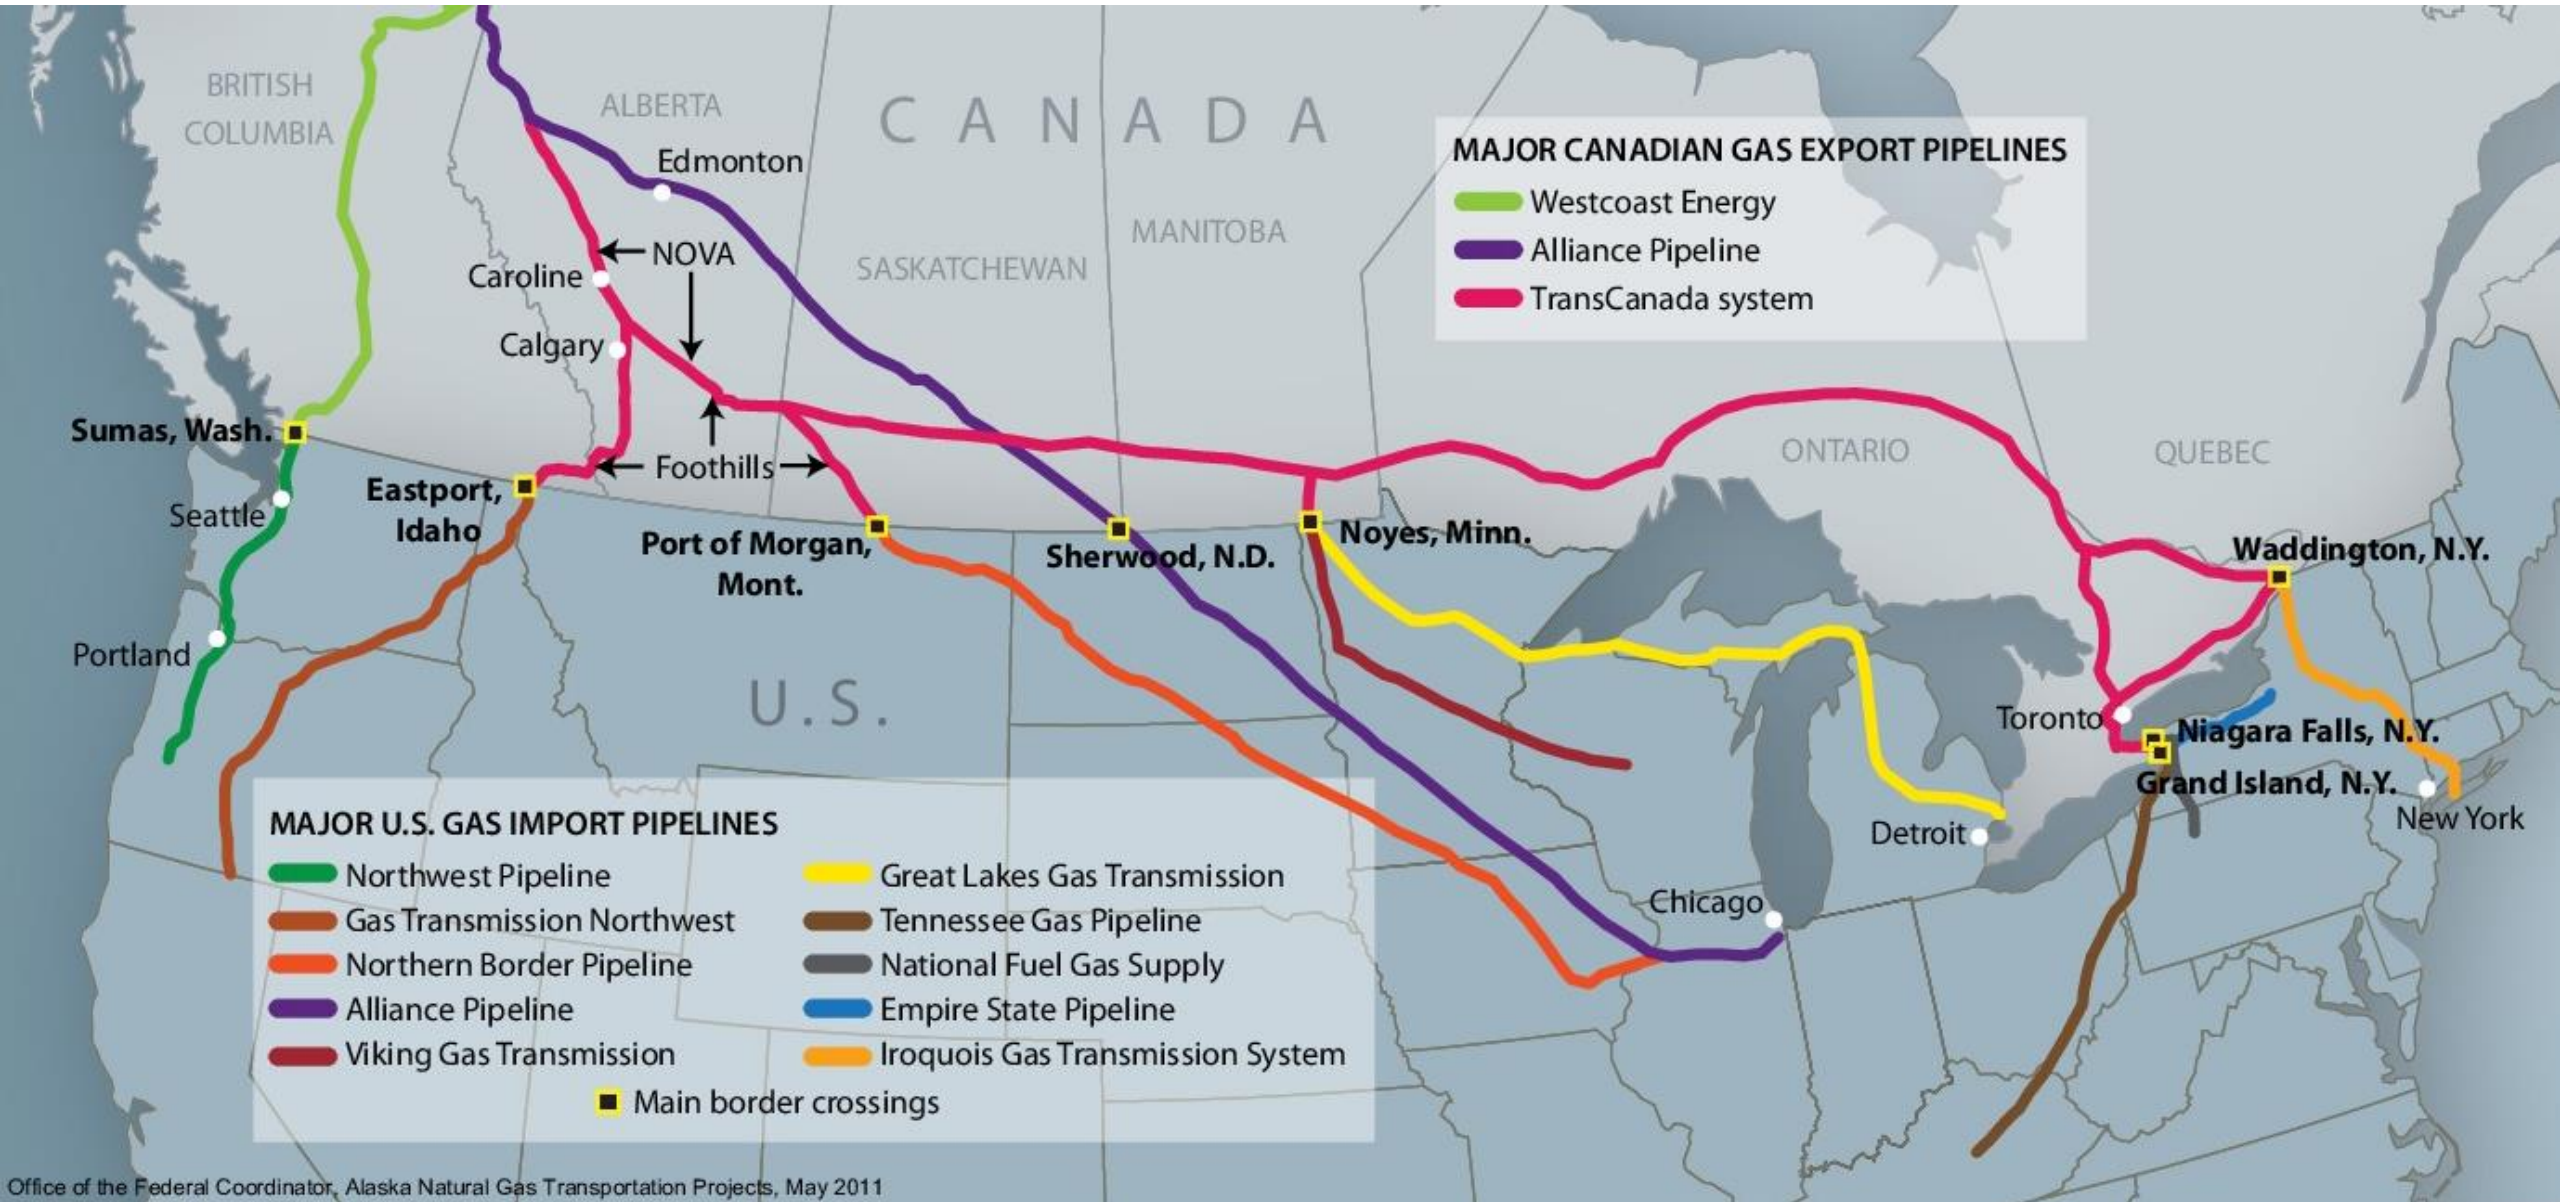 BRITISH
COLUMBIA
ALBERTA
CANADA
Edmonton
MANITOBA
SASKATCHEWAN
MAJOR CANADIAN GAS EXPORT PIPELINES
Westcoast Energy
Alliance Pipeline
TransCanada system
NOVA
Caroline
Calgary
Foothills
Sumas, Wash.
Seattle
Eastport,
Idaho
Port of Morgan,
Mont.
Sherwood, N.D.
Noyes, Minn.
ONTARIO
QUEBEC
Waddington, N.Y.
Portland
U.S.
Toronto
Niagara Falls, N.Y.
Grand Island, N.Y.
New York
Detroit
Chicago
MAJOR U.S. GAS IMPORT PIPELINES
Northwest Pipeline
Gas Transmission Northwest
Northern Border Pipeline
Alliance Pipeline
Viking Gas Transmission
Great Lakes Gas Transmission
Tennessee Gas Pipeline
National Fuel Gas Supply
Empire State Pipeline
Iroquois Gas Transmission System
Main border crossings
Office of the Federal Coordinator, Alaska Natural Gas Transportation Projects, May 2011